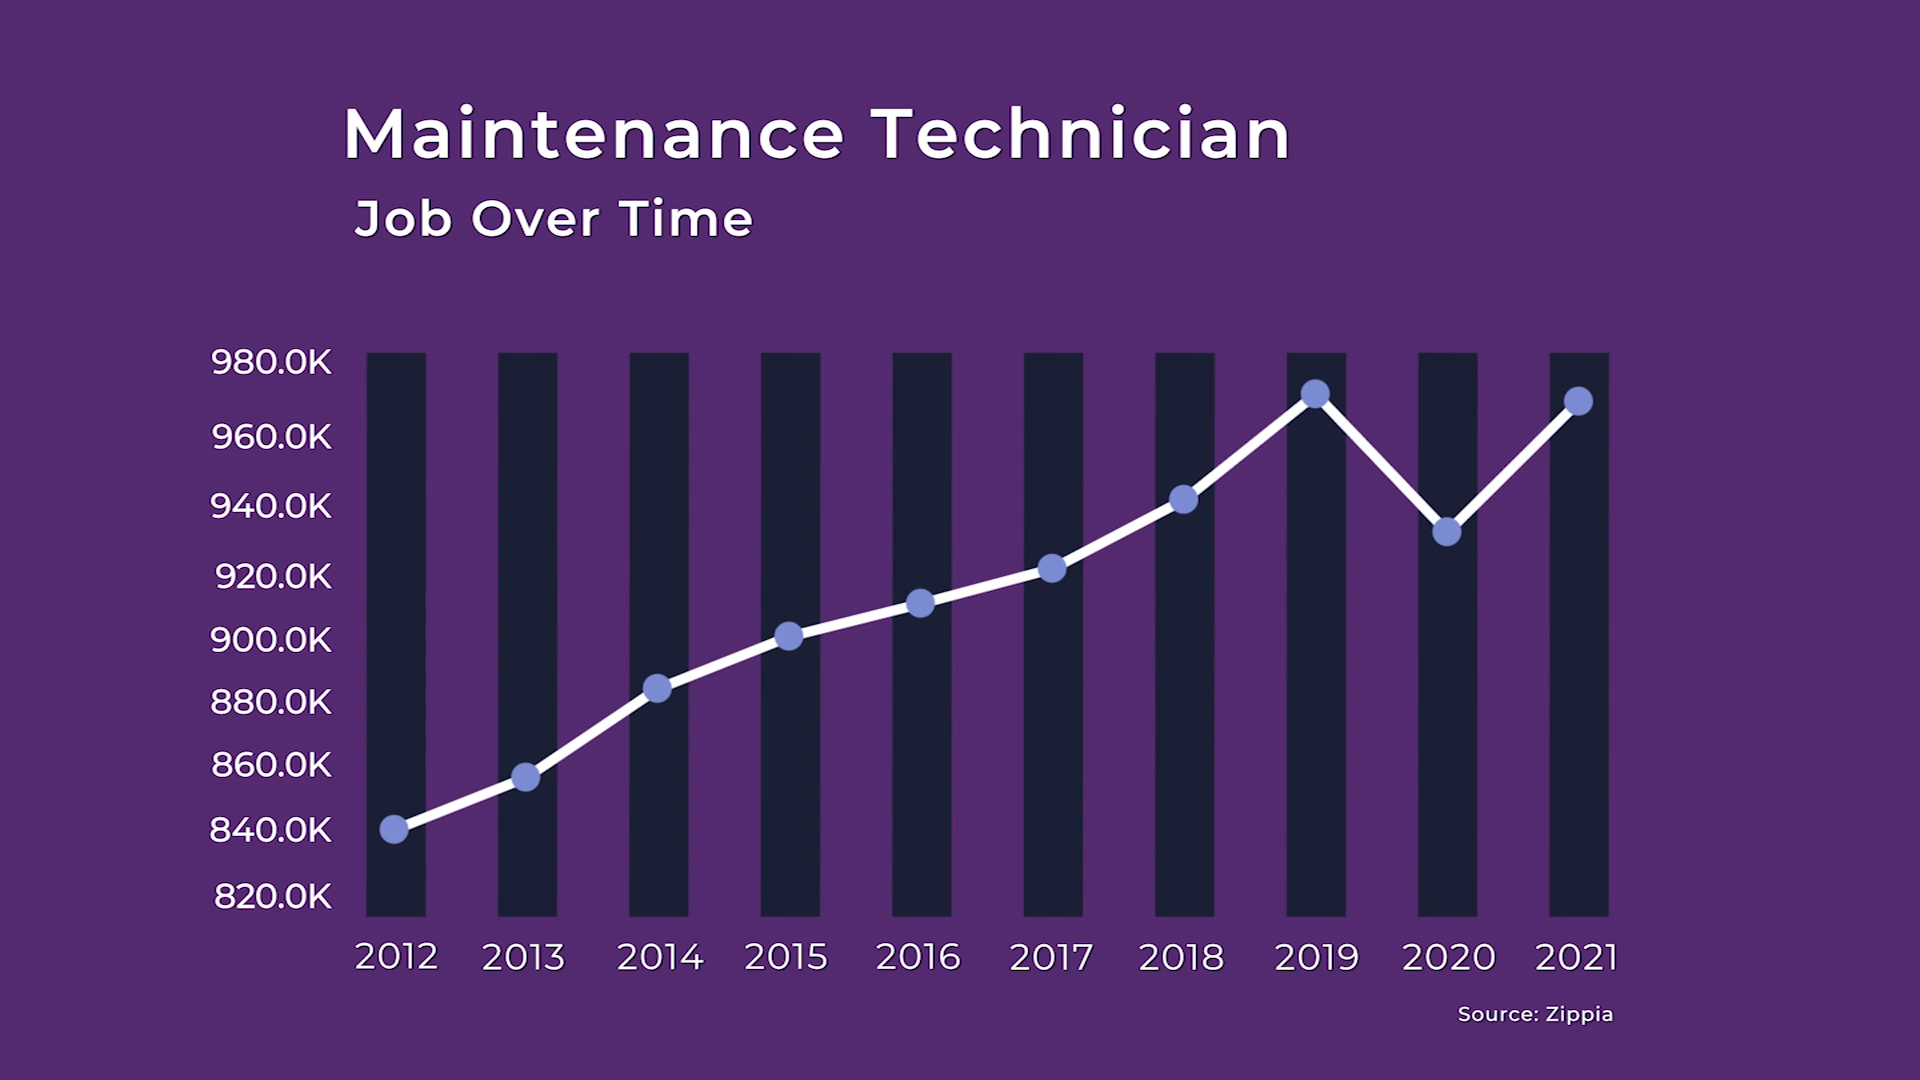 Maintenance Technician
Job Over Time
980.0K
960.0K
940.0K
920.0K
900.0K
880.0K
860.0K
840.0K
820.0K
2012 2013 2014 2015 2016 2017 2018 2019 2020 2021
Source: Zippia